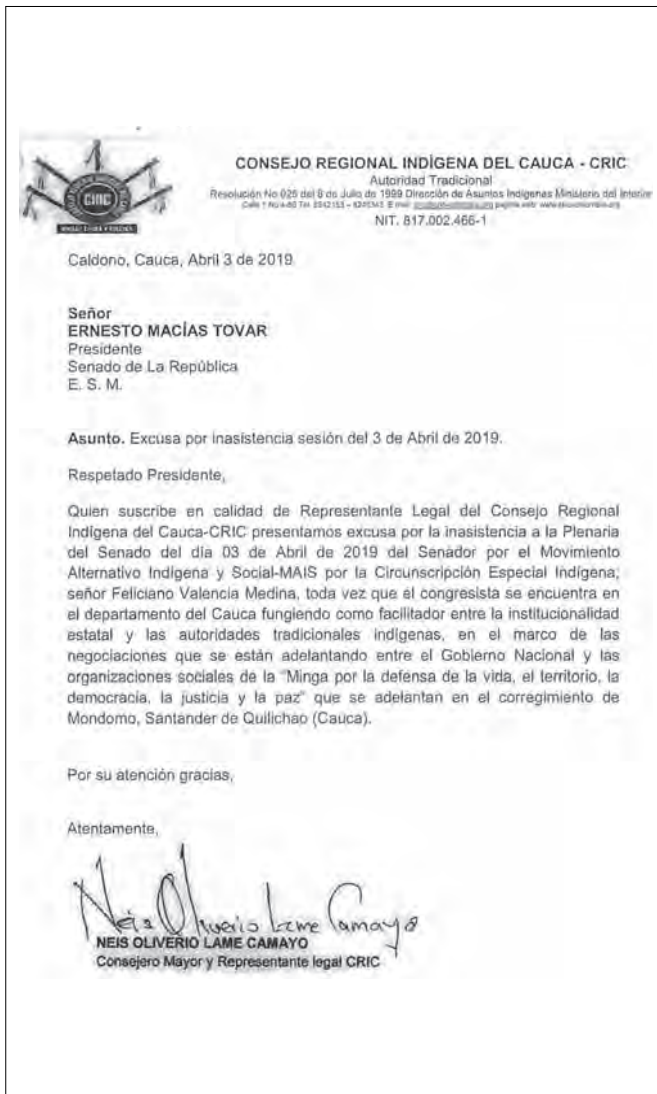 CRIC
CONSEJO REGIONAL INDÍGENA DEL CAUCA - CRIC
Autoridad Tradicional
Resolución No 025 del 8 de Julio de 1999 Dirección de Asuntos Indígenas Ministerio del Interior
NIT. 817.002.466-1
Caldono, Cauca, Abril 3 de 2019
Señor
ERNESTO MACÍAS TOVAR
Presidente
Senado de La República
E. S. M.
Asunto. Excusa por inasistencia sesión del 3 de Abril de 2019.
Respetado Presidente,
Quien suscribe en calidad de Representante Legal del Consejo Regional
Indígena del Cauca-CRIC presentamos excusa por la inasistencia a la Plenaria
del Senado del día 03 de Abril de 2019 del Senador por el Movimiento
Alternativo Indígena y Social-MAIS por la Circunscripción Especial Indígena;
señor Feliciano Valencia Medina, toda vez que el congresista se encuentra en
el departamento del Cauca fungiendo como facilitador entre la institucionalidad
estatal y las autoridades tradicionales indígenas, en el marco de las
negociaciones que se están adelantando entre el Gobierno Nacional y las
organizaciones sociales de la "Minga por la defensa de la vida, el territorio, la
democracia, la justicia y la paz" que se adelantan en el corregimiento de
Mondomo, Santander de Quilichao (Cauca).
Por su atención gracias,
Atentamente,
Neis Oliverio Lame Camayo
NEIS OLIVERIO LAME CAMAYO
Consejero Mayor y Representante legal CRIC